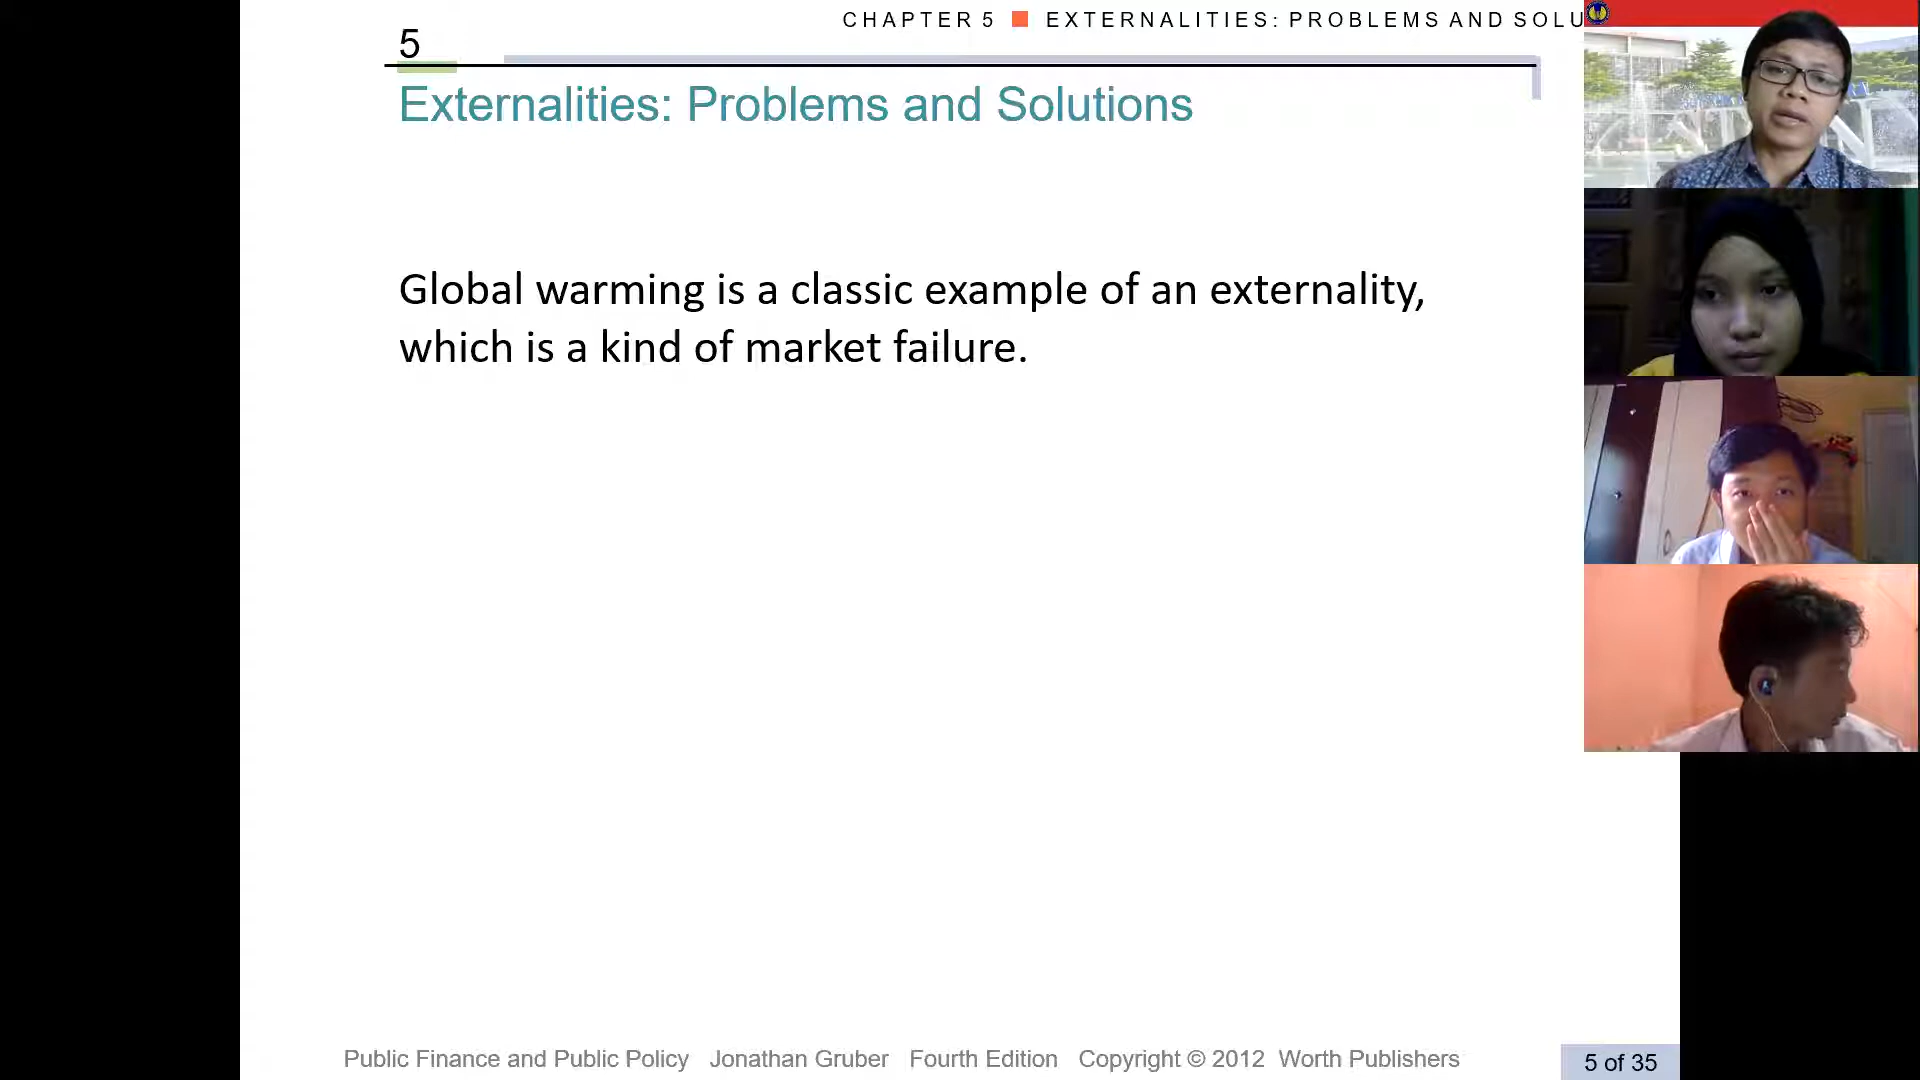 CHAPTER 5 ■ EXTERNALITIES: PROBLEMS AND SOLU
5
Externalities: Problems and Solutions
Global warming is a classic example of an externality,
which is a kind of market failure.
Public Finance and Public Policy Jonathan Gruber Fourth Edition Copyright © 2012 Worth Publishers
5 of 35